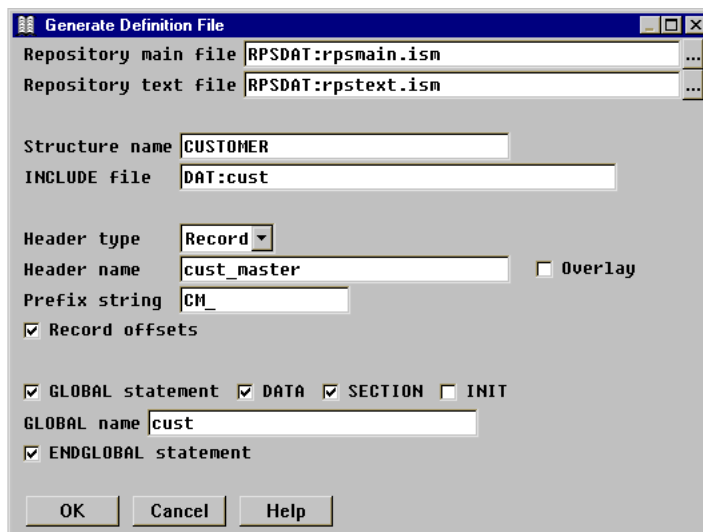 Generate Definition File
Repository main file RPSDAT:rpsmain.ism ...
Repository text file RPSDAT:rpstext.ism ...
Structure name CUSTOMER
INCLUDE file DAT:cust
Header type Record
Header name cust_master Overlay
Prefix string CM_
Record offsets
GLOBAL statement DATA SECTION INIT
GLOBAL name cust
ENDGLOBAL statement
OK Cancel Help